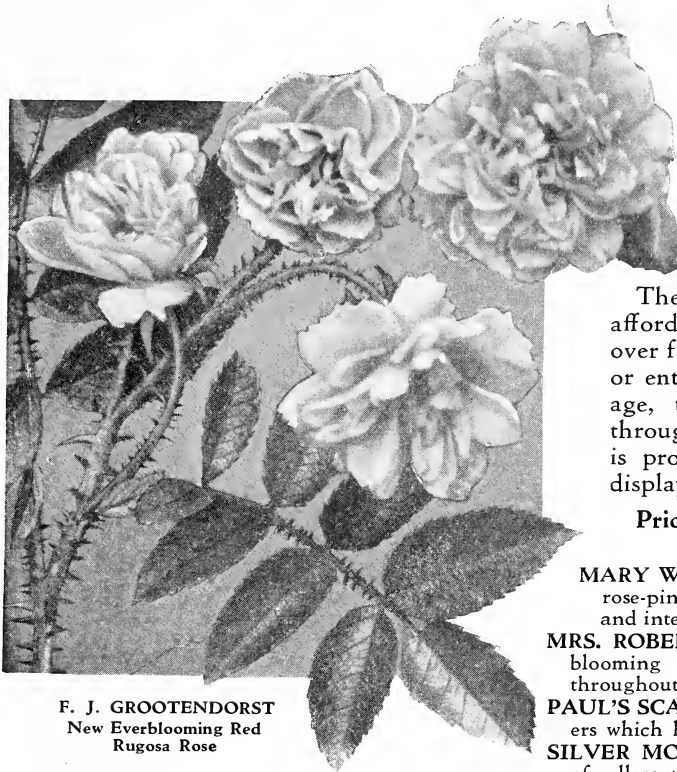 The
afford
over f
or ent
age, t
throug
is pro
display
Pric
MARY W
rose-pin
and inte
MRS. ROBE
blooming
throughout
PAUL'S SCA
ers which h
SILVER MO
F. J. GROOTENDORST
New Everblooming Red
Rugosa Rose